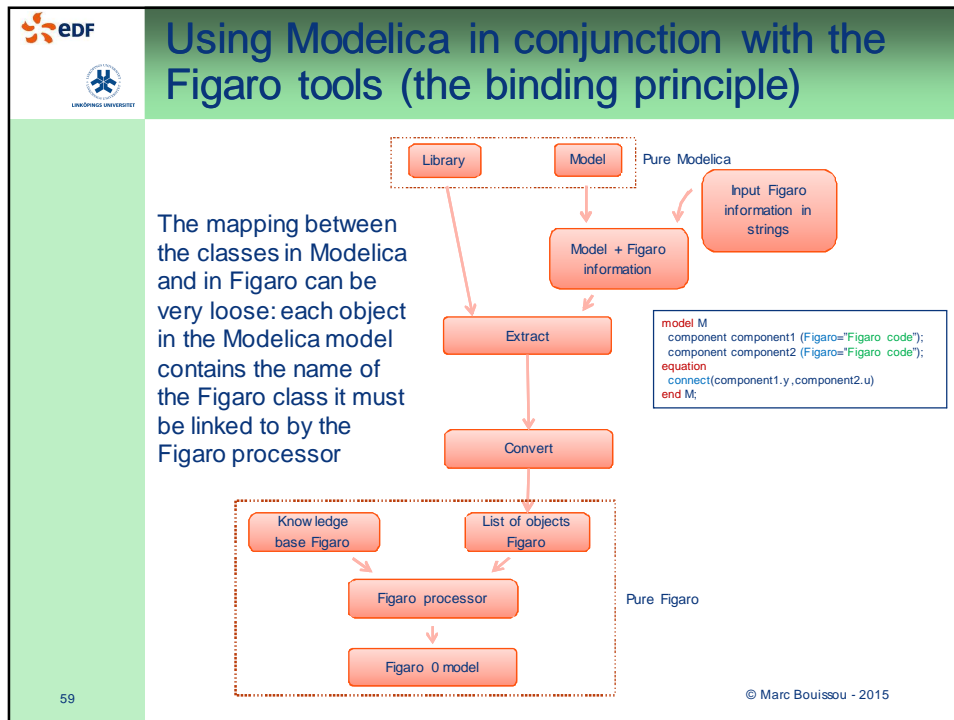 edf
LINKÖPINGS UNIVERSITET
Using Modelica in conjunction with the
Figaro tools (the binding principle)
Library
Model
Pure Modelica
Input Figaro
information in
strings
Model + Figaro
information
The mapping between
the classes in Modelica
and in Figaro can be
very loose: each object
in the Modelica model
contains the name of
the Figaro class it must
be linked to by the
Figaro processor
Extract
model M
component component1 (Figaro="Figaro code");
component component2 (Figaro="Figaro code");
equation
connect(component1.y,component2.u)
end M;
Convert
Knowledge
base Figaro
List of objects
Figaro
Figaro processor
Pure Figaro
Figaro 0 model
59
© Marc Bouissou - 2015